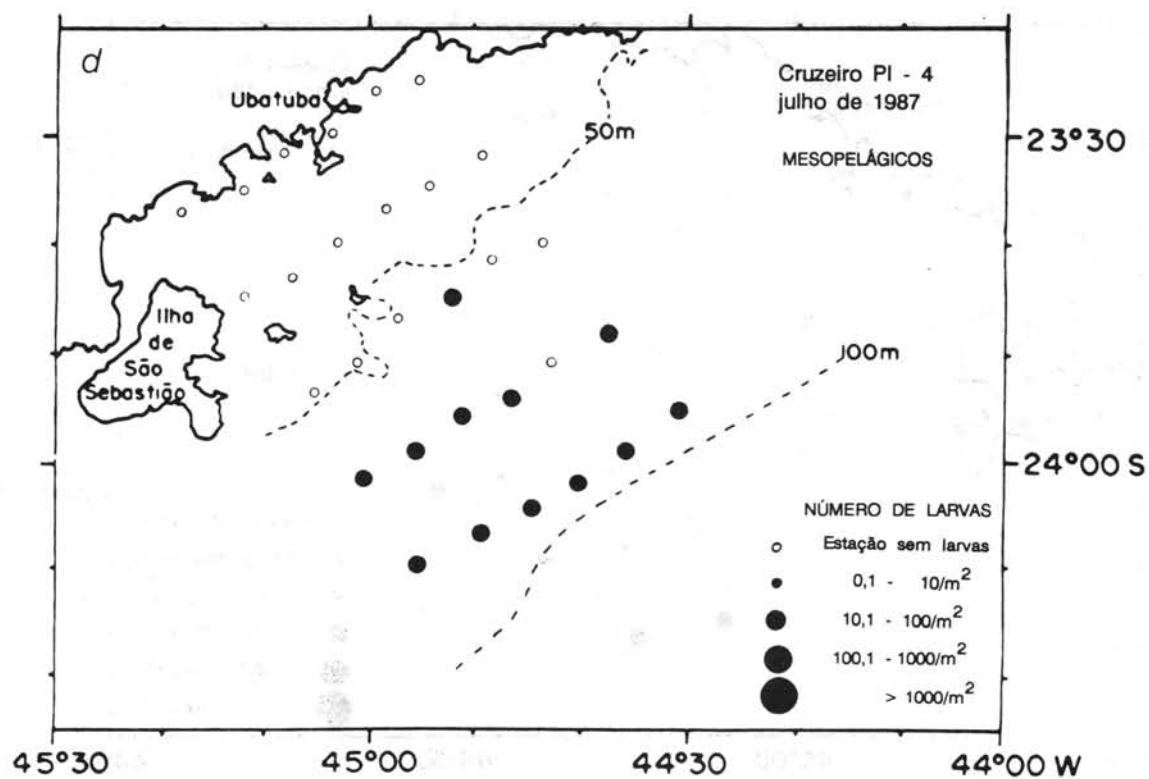 d
Cruzeiro PI - 4
julho de 1987
MESOPELÁGICOS
Ubatuba
50m
23°30
Ilha
de
São
Sebastião
100m
24°00 S
NÚMERO DE LARVAS
Estação sem larvas
0,1 - 10/m²
10,1 - 100/m²
100,1 - 1000/m²
> 1000/m²
45°30
45°00
44°30
44°00 W